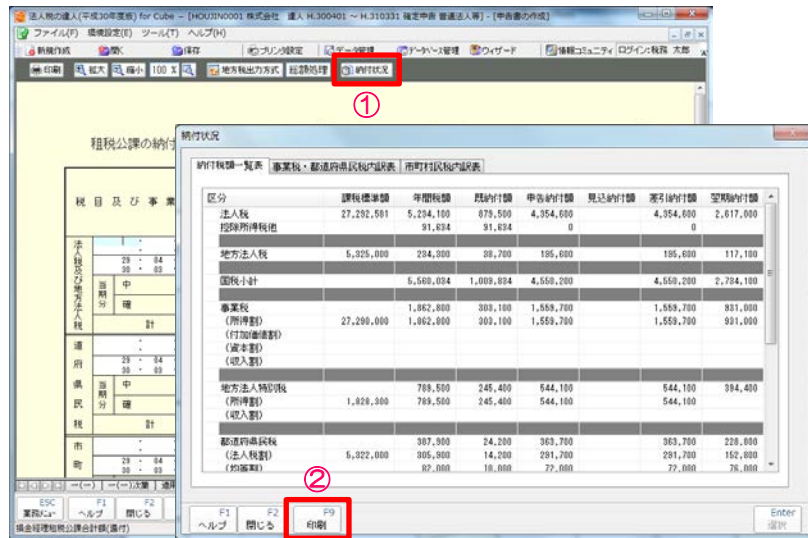 法人税の達人(平成30年度版) for Cube － [HOUJIN0001 株式会社 達人 H.300401 ～ H.310331 確定申告 普通法人等] - [申告書の作成]
ファイル(F) 環境設定(E) ツール(T) ヘルプ(H)
新規作成 開く 保存 プリンタ設定 データ管理 データベース管理 ウィザード 情報コミュニティ ログイン:税務 太郎
印刷 拡大 縮小 100 % 地方税出力方式 総額処理 納付状況
①
租税公課の納付
納付状況
納付税額一覧表 事業税・都道府県民税内訳表 市町村民税内訳表
税 目 及 び 事 業
区分 課税標準額 年間税額 既納付額 申告納付額 見込納付額 差引納付額 翌期納付額
法人税 27,292,581 5,234,100 879,500 4,354,600 4,354,600 2,617,000
控除所得税他 91,634 91,634 0 0
法人税及び地方法人税
29 ・ 04
30 ・ 03
当期分 中
確
計
地方法人税 5,325,000 234,300 38,700 195,600 195,600 117,100
国税小計 5,560,034 1,009,834 4,550,200 4,550,200 2,734,100
事業税 1,862,800 303,100 1,559,700 1,559,700 931,000
(所得割) 27,290,000 1,862,800 303,100 1,559,700 1,559,700 931,000
(付加価値割)
(資本割)
(収入割)
道府県民税
29 ・ 04
30 ・ 03
当期分 中
確
計
地方法人特別税 789,500 245,400 544,100 544,100 394,400
(所得割) 1,828,300 789,500 245,400 544,100 544,100
(収入割)
都道府県民税 387,900 24,200 363,700 363,700 228,800
(法人税割) 5,322,000 305,900 14,200 291,700 291,700 152,800
(均等割) 82,000 10,000 72,000 72,000 76,000
市町
29 ・ 04
30 ・ 03
②
ESC F1 F2
業務メニュー ヘルプ 閉じる
F1 F2 F9 Enter
ヘルプ 閉じる 印刷 選択
損金経理租税公課合計額(還付)